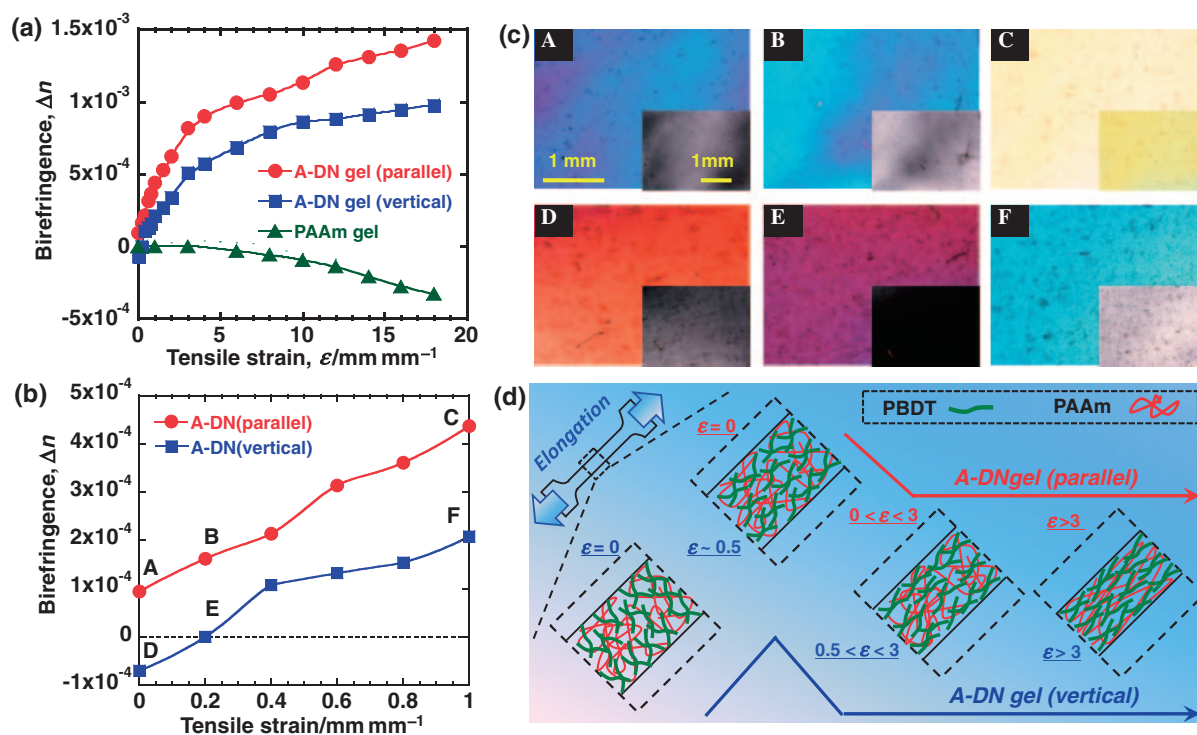 (a)
1.5x10⁻³
1x10⁻³
5x10⁻⁴
0
-5x10⁻⁴
Birefringence, Δn
A-DN gel (parallel)
A-DN gel (vertical)
PAAm gel
0 5 10 15 20
Tensile strain, ε/mm mm⁻¹
(b)
5x10⁻⁴
4x10⁻⁴
3x10⁻⁴
2x10⁻⁴
1x10⁻⁴
0
-1x10⁻⁴
Birefringence, Δn
A-DN(parallel)
A-DN(vertical)
A
B
C
D
E
F
0 0.2 0.4 0.6 0.8 1
Tensile strain/mm mm⁻¹
(c)
A
1 mm
1mm
B
C
D
E
F
(d)
Elongation
PBDT
PAAm
ε=0
A-DNgel (parallel)
0 < ε < 3
ε>3
ε=0
ε~ 0.5
0.5 < ε < 3
ε>3
A-DN gel (vertical)